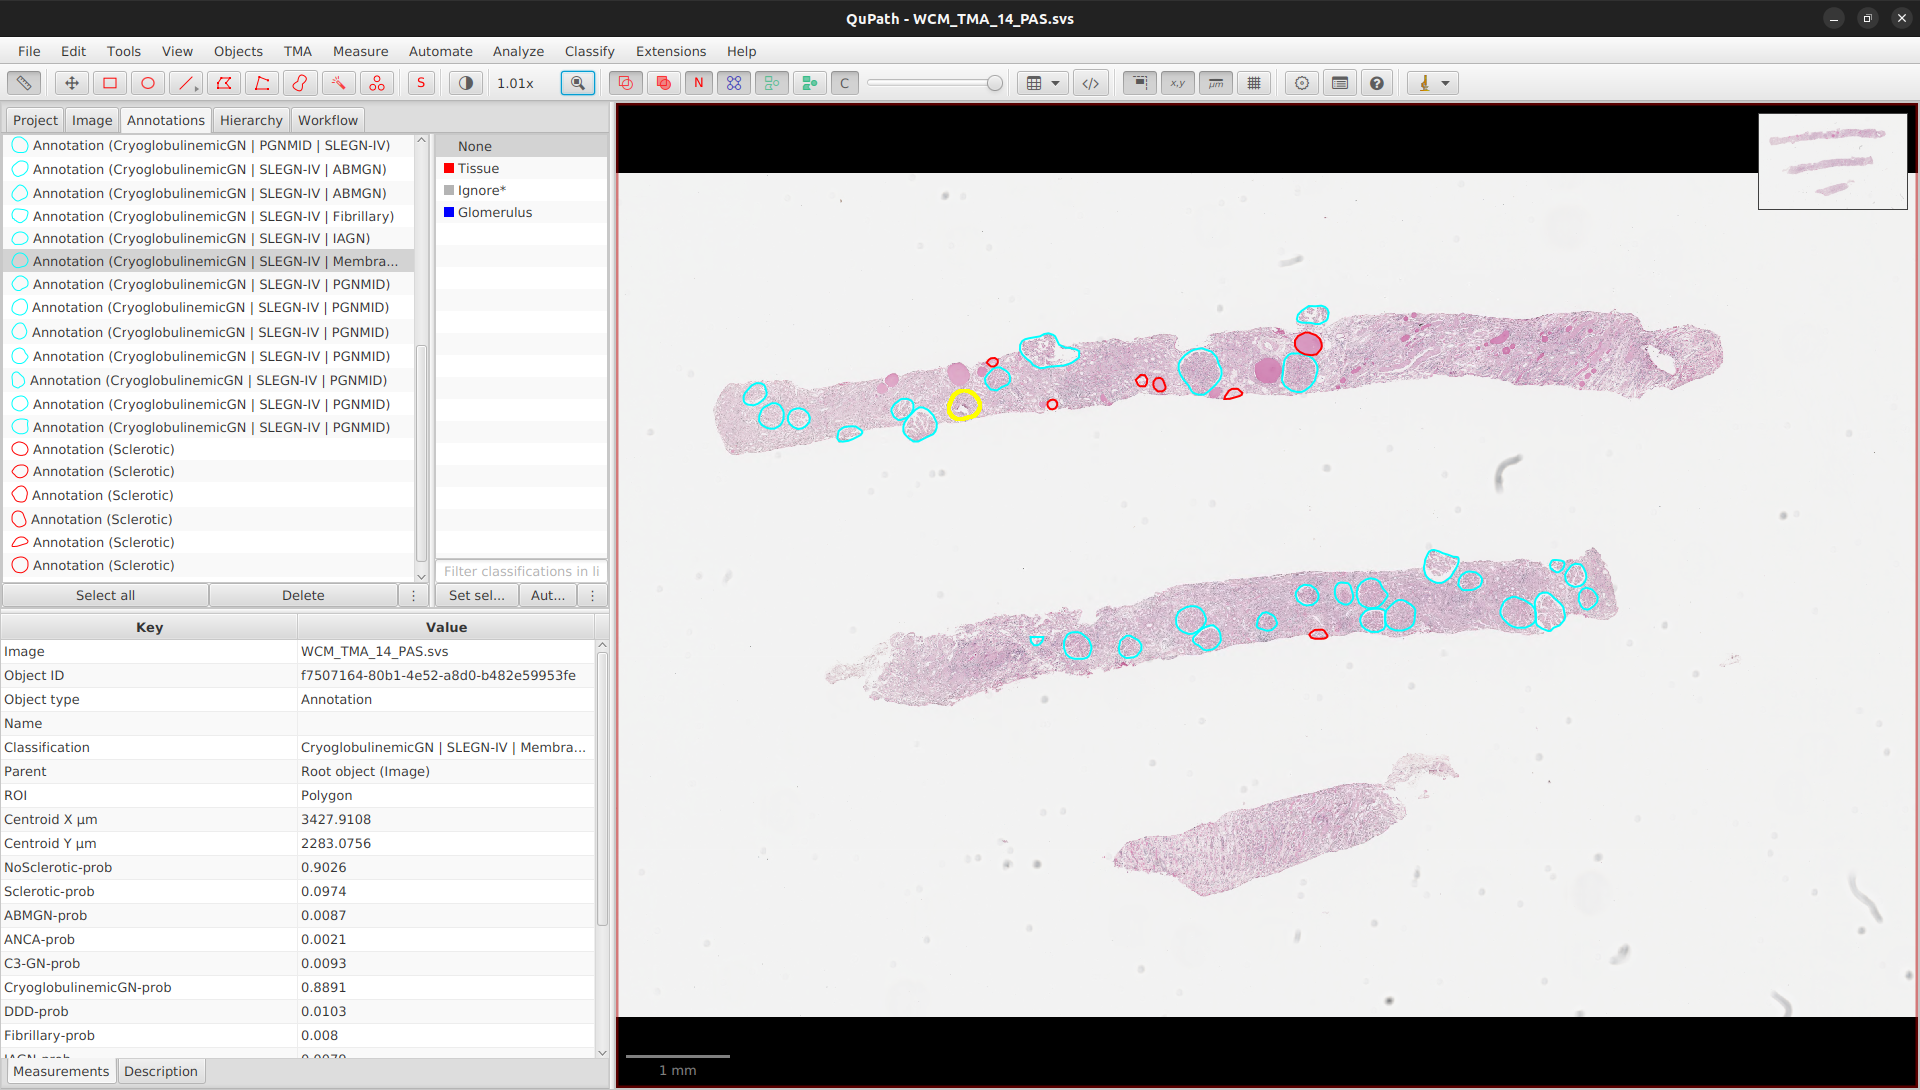 QuPath - WCM_TMA_14_PAS.svs
File Edit Tools View Objects TMA Measure Automate Analyze Classify Extensions Help
S 1.01x N C x,y μm
Project Image Annotations Hierarchy Workflow
Annotation (CryoglobulinemicGN | PGNMID | SLEGN-IV)
Annotation (CryoglobulinemicGN | SLEGN-IV | ABMGN)
Annotation (CryoglobulinemicGN | SLEGN-IV | ABMGN)
Annotation (CryoglobulinemicGN | SLEGN-IV | Fibrillary)
Annotation (CryoglobulinemicGN | SLEGN-IV | IAGN)
Annotation (CryoglobulinemicGN | SLEGN-IV | Membra...
Annotation (CryoglobulinemicGN | SLEGN-IV | PGNMID)
Annotation (CryoglobulinemicGN | SLEGN-IV | PGNMID)
Annotation (CryoglobulinemicGN | SLEGN-IV | PGNMID)
Annotation (CryoglobulinemicGN | SLEGN-IV | PGNMID)
Annotation (CryoglobulinemicGN | SLEGN-IV | PGNMID)
Annotation (CryoglobulinemicGN | SLEGN-IV | PGNMID)
Annotation (CryoglobulinemicGN | SLEGN-IV | PGNMID)
Annotation (Sclerotic)
Annotation (Sclerotic)
Annotation (Sclerotic)
Annotation (Sclerotic)
Annotation (Sclerotic)
Annotation (Sclerotic)
None
Tissue
Ignore*
Glomerulus
Filter classifications in li
Select all Delete ⋮ Set sel... Aut... ⋮
Key Value
Image WCM_TMA_14_PAS.svs
Object ID f7507164-80b1-4e52-a8d0-b482e59953fe
Object type Annotation
Name
Classification CryoglobulinemicGN | SLEGN-IV | Membra...
Parent Root object (Image)
ROI Polygon
Centroid X μm 3427.9108
Centroid Y μm 2283.0756
NoSclerotic-prob 0.9026
Sclerotic-prob 0.0974
ABMGN-prob 0.0087
ANCA-prob 0.0021
C3-GN-prob 0.0093
CryoglobulinemicGN-prob 0.8891
DDD-prob 0.0103
Fibrillary-prob 0.008
Measurements Description
1 mm